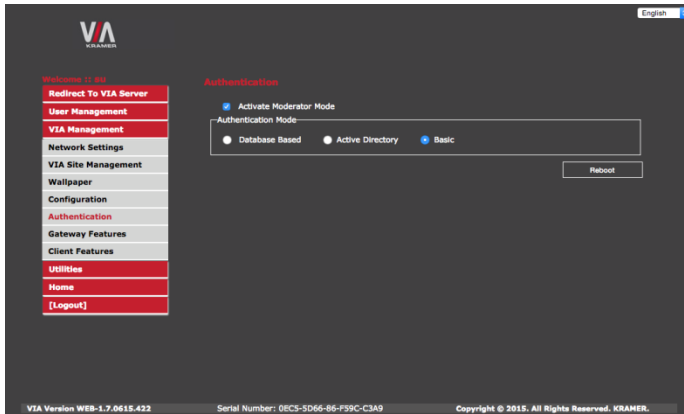 English
VIA
KRAMER
Welcome :: su
Redirect To VIA Server
User Management
VIA Management
Network Settings
VIA Site Management
Wallpaper
Configuration
Authentication
Gateway Features
Client Features
Utilities
Home
[Logout]
Authentication
Activate Moderator Mode
Authentication Mode
Database Based Active Directory Basic
Reboot
VIA Version WEB-1.7.0615.422 Serial Number: 0EC5-5D66-86-F59C-C3A9 Copyright © 2015. All Rights Reserved. KRAMER.